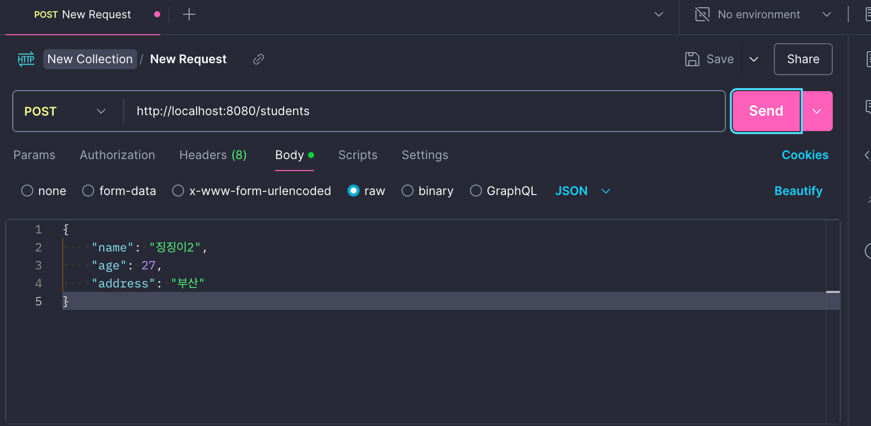 POST New Request
No environment
HTTP New Collection / New Request
Save
Share
POST
http://localhost:8080/students
Send
Params Authorization Headers (8) Body Scripts Settings Cookies
none form-data x-www-form-urlencoded raw binary GraphQL JSON Beautify
1 {
2 "name": "징징이2",
3 "age": 27,
4 "address": "부산"
5 }